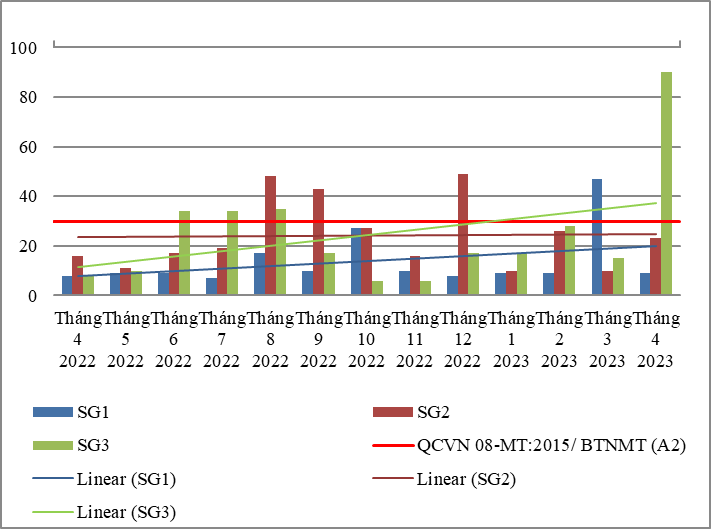 100
80
60
40
20
0
Tháng Tháng Tháng Tháng Tháng Tháng Tháng Tháng Tháng Tháng Tháng Tháng Tháng
4 5 6 7 8 9 10 11 12 1 2 3 4
2022 2022 2022 2022 2022 2022 2022 2022 2022 2023 2023 2023 2023
SG1 SG2
SG3 QCVN 08-MT:2015/ BTNMT (A2)
Linear (SG1) Linear (SG2)
Linear (SG3)